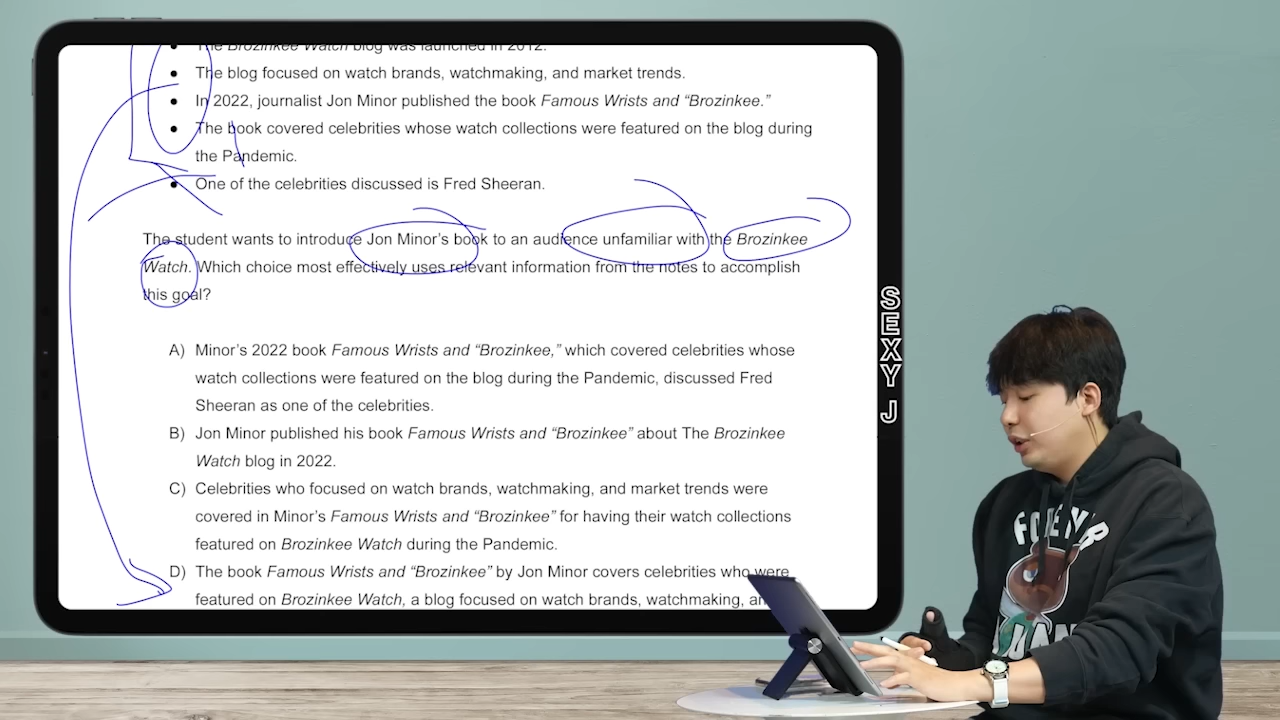 The Brozinkee Watch blog was launched in 2012.
The blog focused on watch brands, watchmaking, and market trends.
In 2022, journalist Jon Minor published the book Famous Wrists and “Brozinkee.”
The book covered celebrities whose watch collections were featured on the blog during
the Pandemic.
One of the celebrities discussed is Fred Sheeran.
The student wants to introduce Jon Minor’s book to an audience unfamiliar with the Brozinkee
Watch. Which choice most effectively uses relevant information from the notes to accomplish
this goal?
A) Minor’s 2022 book Famous Wrists and “Brozinkee,” which covered celebrities whose
watch collections were featured on the blog during the Pandemic, discussed Fred
Sheeran as one of the celebrities.
B) Jon Minor published his book Famous Wrists and “Brozinkee” about The Brozinkee
Watch blog in 2022.
C) Celebrities who focused on watch brands, watchmaking, and market trends were
covered in Minor’s Famous Wrists and “Brozinkee” for having their watch collections
featured on Brozinkee Watch during the Pandemic.
D) The book Famous Wrists and “Brozinkee” by Jon Minor covers celebrities who were
featured on Brozinkee Watch, a blog focused on watch brands, watchmaking,
SEXY J